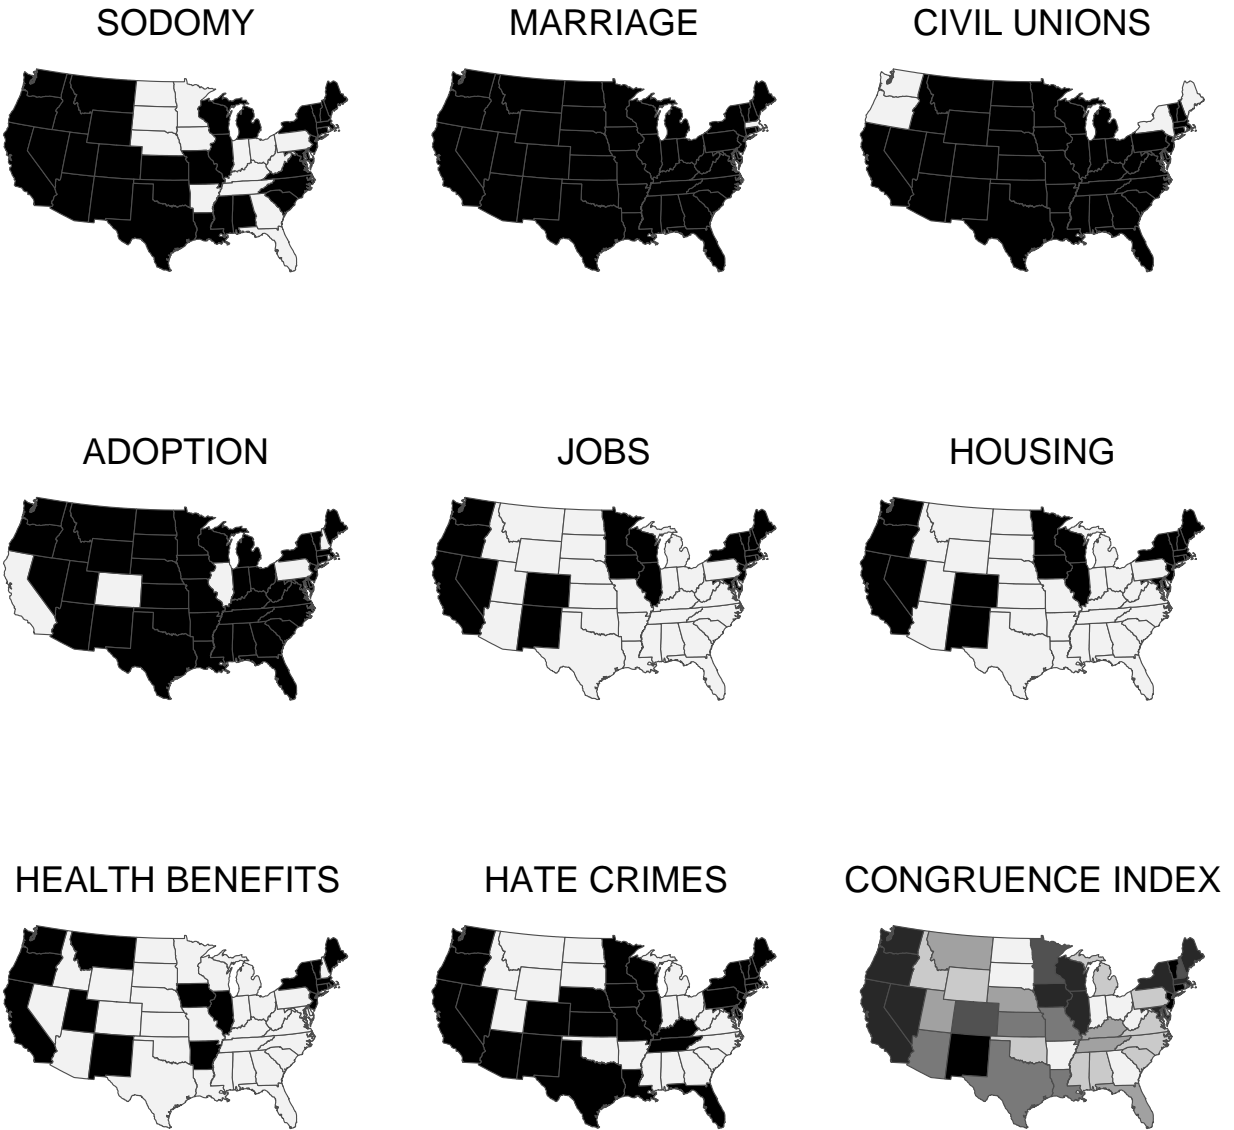 SODOMY
MARRIAGE
CIVIL UNIONS
ADOPTION
JOBS
HOUSING
HEALTH BENEFITS
HATE CRIMES
CONGRUENCE INDEX